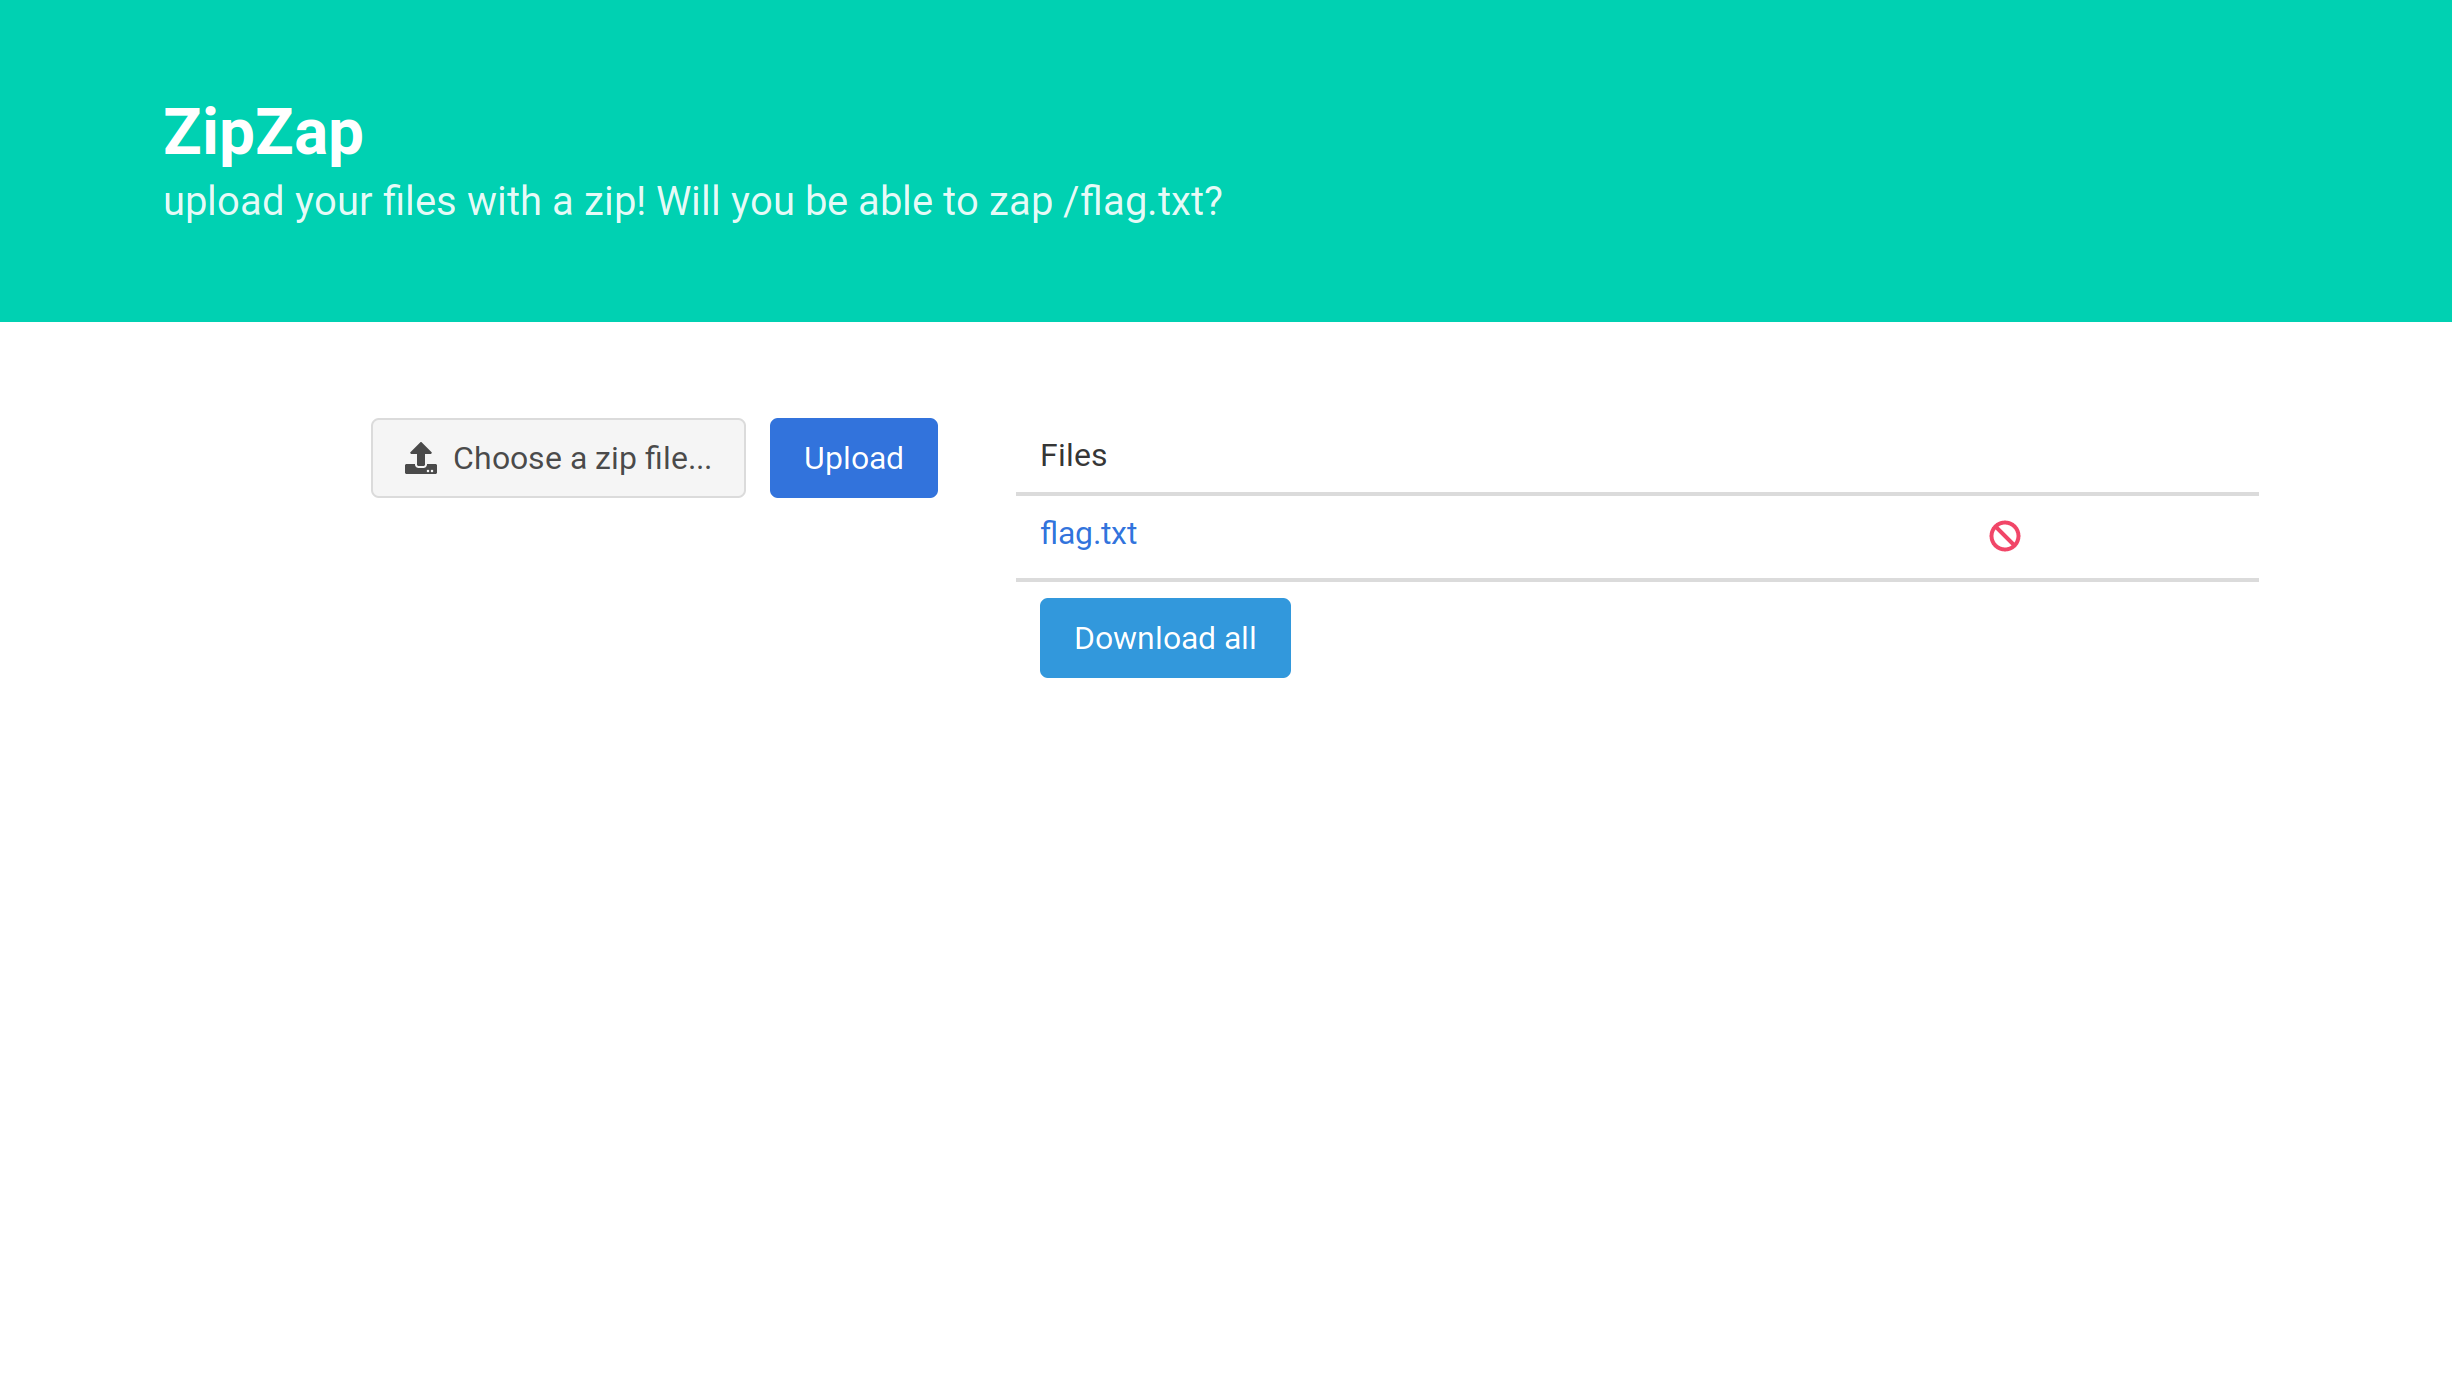 ZipZap
upload your files with a zip! Will you be able to zap /flag.txt?
Choose a zip file...
Upload
Files
flag.txt
Download all